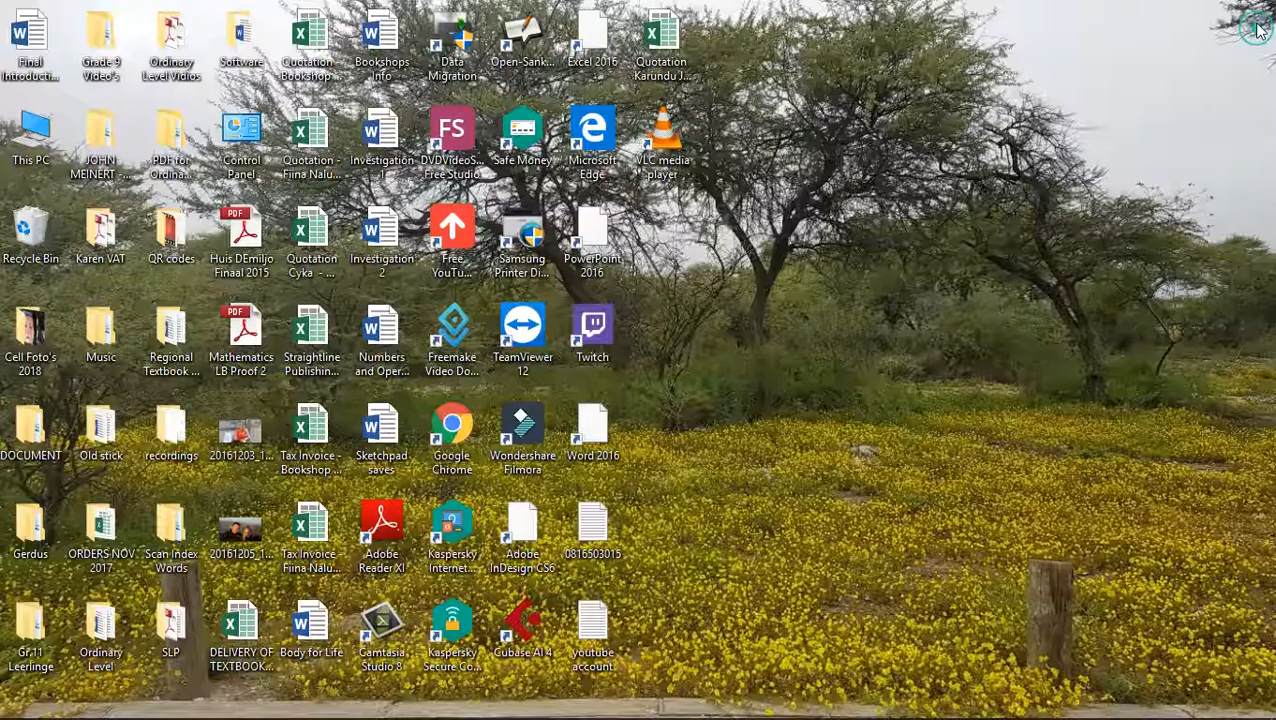 Final
Introducti...
Grade 9
Video's
Ordinary
Level Vidios
Software
Quotation
Bookshop...
Bookshops
Info
Data
Migration
Open-Sank...
Excel 2016
Quotation
Karundu J...
This PC
JOHN
MEINERT -...
PDF for
Ordina...
Control
Panel
Quotation -
Fiina Nalu...
Investigation
1
FS
DVDVideoS...
Free Studio
Safe Money
Microsoft
Edge
VLC media
player
Recycle Bin
Karen VAT
QR codes
PDF
Huis DEmiljo
Finaal 2015
Quotation
Cyka - ...
Investigation
2
Free
YouTu...
Samsung
Printer Di...
PowerPoint
2016
Cell Foto's
2018
Music
Regional
Textbook ...
PDF
Mathematics
LB Proof 2
Straightline
Publishin...
Numbers
and Oper...
Freemake
Video Do...
TeamViewer
12
Twitch
DOCUMENT
Old stick
recordings
20161203_1...
Tax Invoice -
Bookshop ...
Sketchpad
saves
Google
Chrome
Wondershare
Filmora
Word 2016
Gerdus
ORDERS NOV
2017
Scan Index
Words
20161205_1...
Tax Invoice -
Fiina Nalu...
Adobe
Reader XI
Kaspersky
Internet...
Adobe
InDesign CS6
0816503015
Gr.11
Leerlinge
Ordinary
Level
SLP
DELIVERY OF
TEXTBOOK...
Body for Life
Camtasia
Studio 8
Kaspersky
Secure Co...
Cubase AI 4
youtube
account